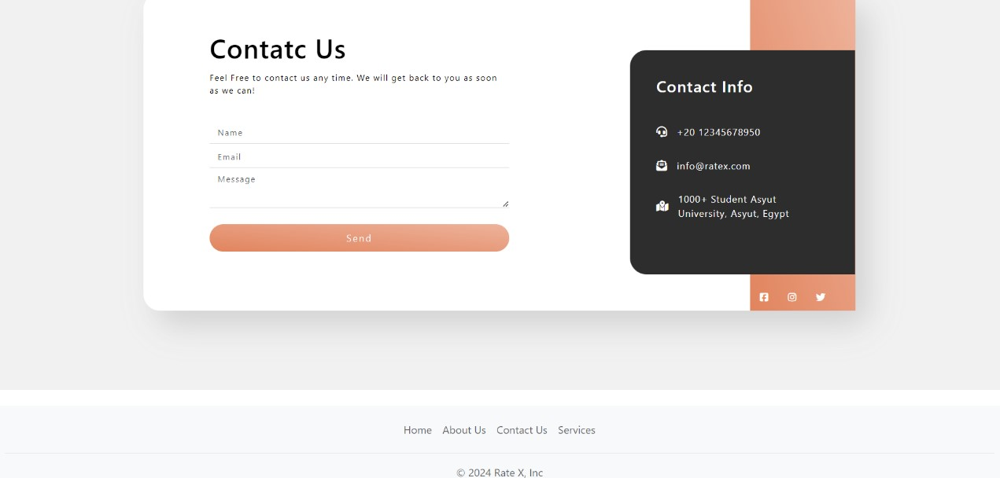 Contatc Us
Feel Free to contact us any time. We will get back to you as soon
as we can!
Name
Email
Message
Send
Contact Info
+20 12345678950
info@ratex.com
1000+ Student Asyut
University, Asyut, Egypt
Home About Us Contact Us Services
© 2024 Rate X, Inc